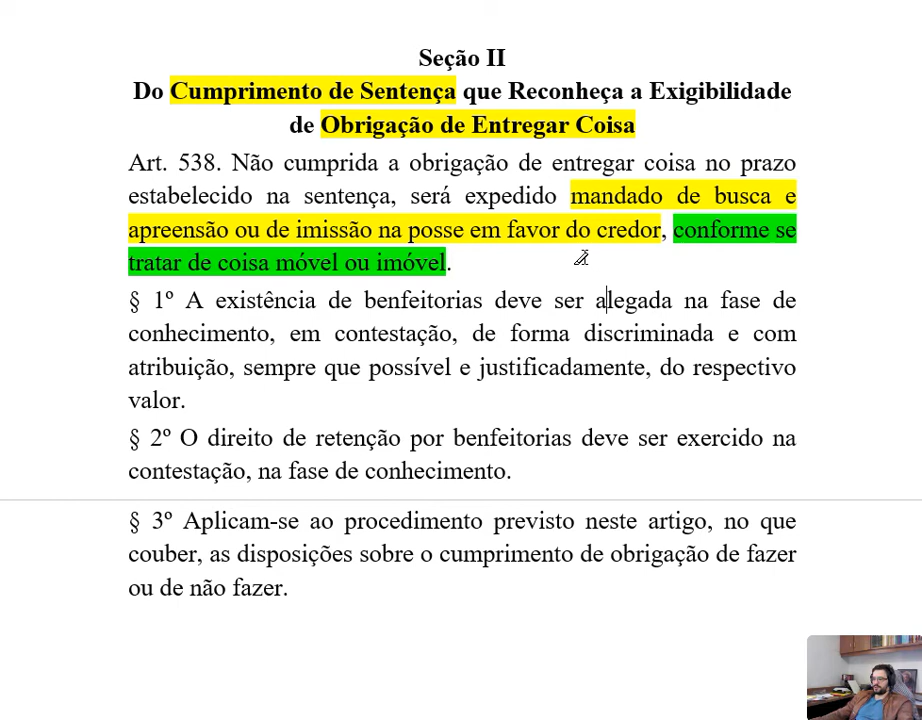 Seção II
Do Cumprimento de Sentença que Reconheça a Exigibilidade
de Obrigação de Entregar Coisa
Art. 538. Não cumprida a obrigação de entregar coisa no prazo
estabelecido na sentença, será expedido mandado de busca e
apreensão ou de imissão na posse em favor do credor, conforme se
tratar de coisa móvel ou imóvel.
§ 1º A existência de benfeitorias deve ser alegada na fase de
conhecimento, em contestação, de forma discriminada e com
atribuição, sempre que possível e justificadamente, do respectivo
valor.
§ 2º O direito de retenção por benfeitorias deve ser exercido na
contestação, na fase de conhecimento.
§ 3º Aplicam-se ao procedimento previsto neste artigo, no que
couber, as disposições sobre o cumprimento de obrigação de fazer
ou de não fazer.